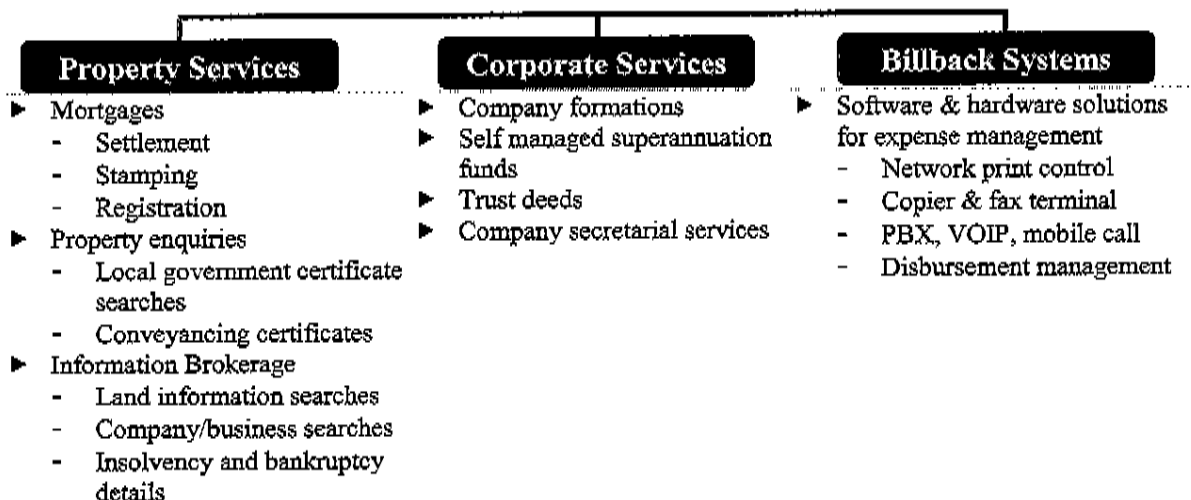 Property Services
► Mortgages
- Settlement
- Stamping
- Registration
► Property enquiries
- Local government certificate
searches
- Conveyancing certificates
► Information Brokerage
- Land information searches
- Company/business searches
- Insolvency and bankruptcy
details
Corporate Services
► Company formations
► Self managed superannuation
funds
► Trust deeds
► Company secretarial services
Billback Systems
► Software & hardware solutions
for expense management
- Network print control
- Copier & fax terminal
- PBX, VOIP, mobile call
- Disbursement management